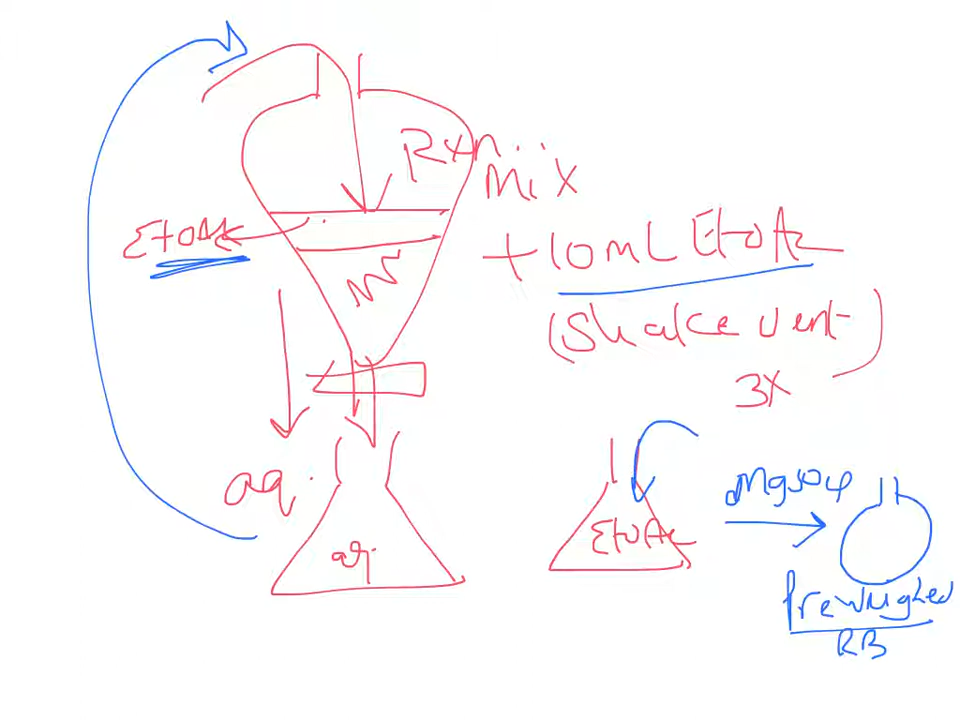 Rxn
Mix
EtOAc
+10mL EtOAc
(Shake vent)
3X
aq.
aq.
EtOAc
MgSO4
Preweighed
RB